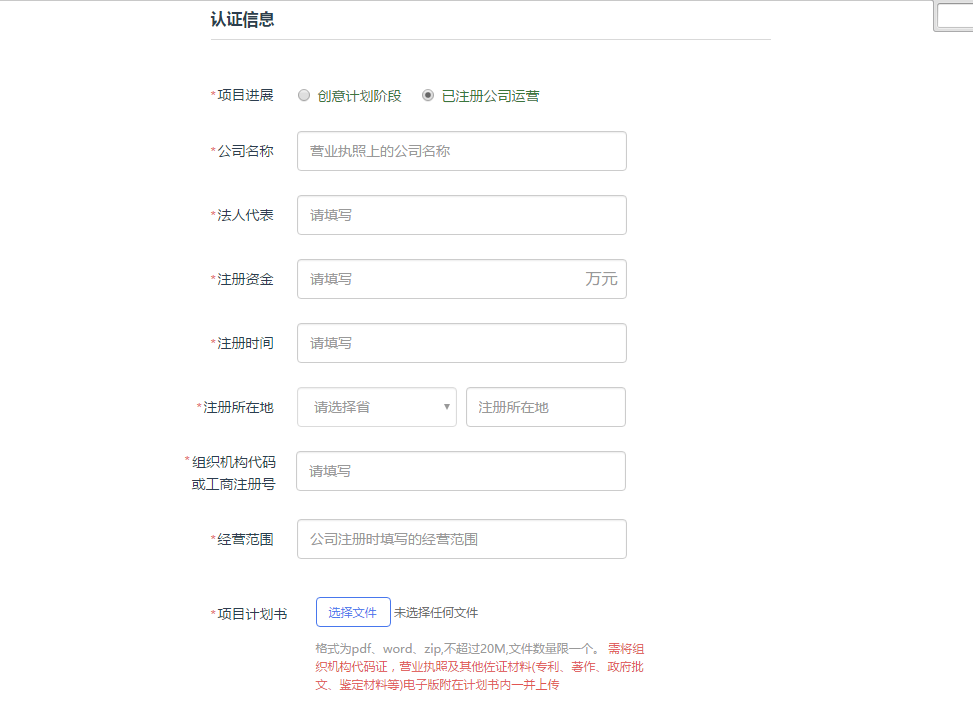 认证信息
*项目进展 创意计划阶段 已注册公司运营
*公司名称 营业执照上的公司名称
*法人代表 请填写
*注册资金 请填写 万元
*注册时间 请填写
*注册所在地 请选择省 注册所在地
*组织机构代码
或工商注册号 请填写
*经营范围 公司注册时填写的经营范围
*项目计划书 选择文件 未选择任何文件
格式为pdf、word、zip,不超过20M,文件数量限一个。 需将组
织机构代码证，营业执照及其他佐证材料(专利、著作、政府批
文、鉴定材料等)电子版附在计划书内一并上传